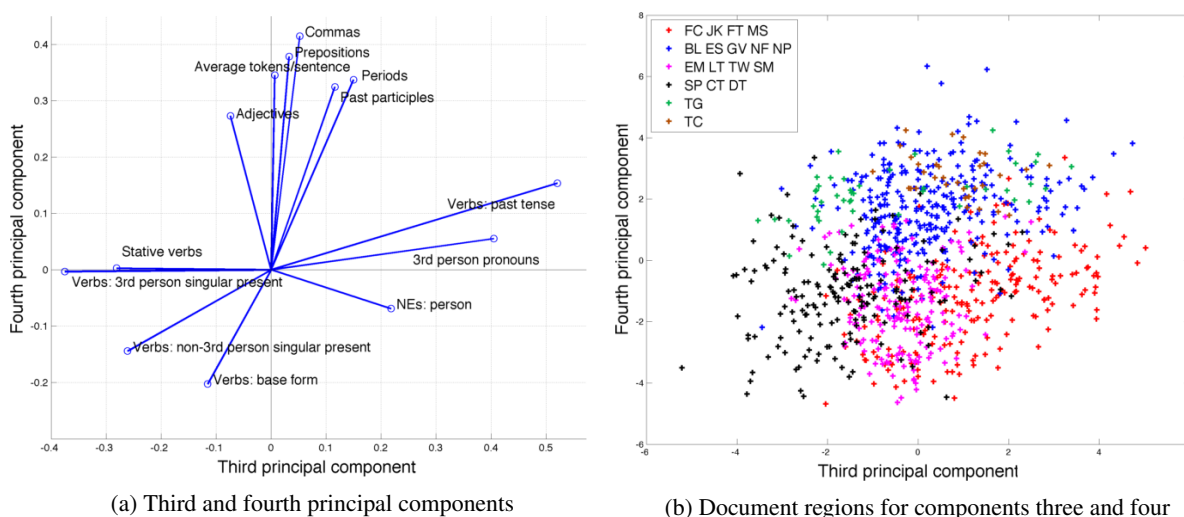 Commas
Prepositions
Average tokens/sentence
Periods
Past participles
Adjectives
Verbs: past tense
3rd person pronouns
Stative verbs
Verbs: 3rd person singular present
NEs: person
Verbs: non-3rd person singular present
Verbs: base form
0.4
0.3
0.2
0.1
0
-0.1
-0.2
Fourth principal component
-0.4 -0.3 -0.2 -0.1 0 0.1 0.2 0.3 0.4 0.5
Third principal component
(a) Third and fourth principal components
FC JK FT MS
BL ES GV NF NP
EM LT TW SM
SP CT DT
TG
TC
8
6
4
2
0
-2
-4
-6
Fourth principal component
-6 -4 -2 0 2 4
Third principal component
(b) Document regions for components three and four